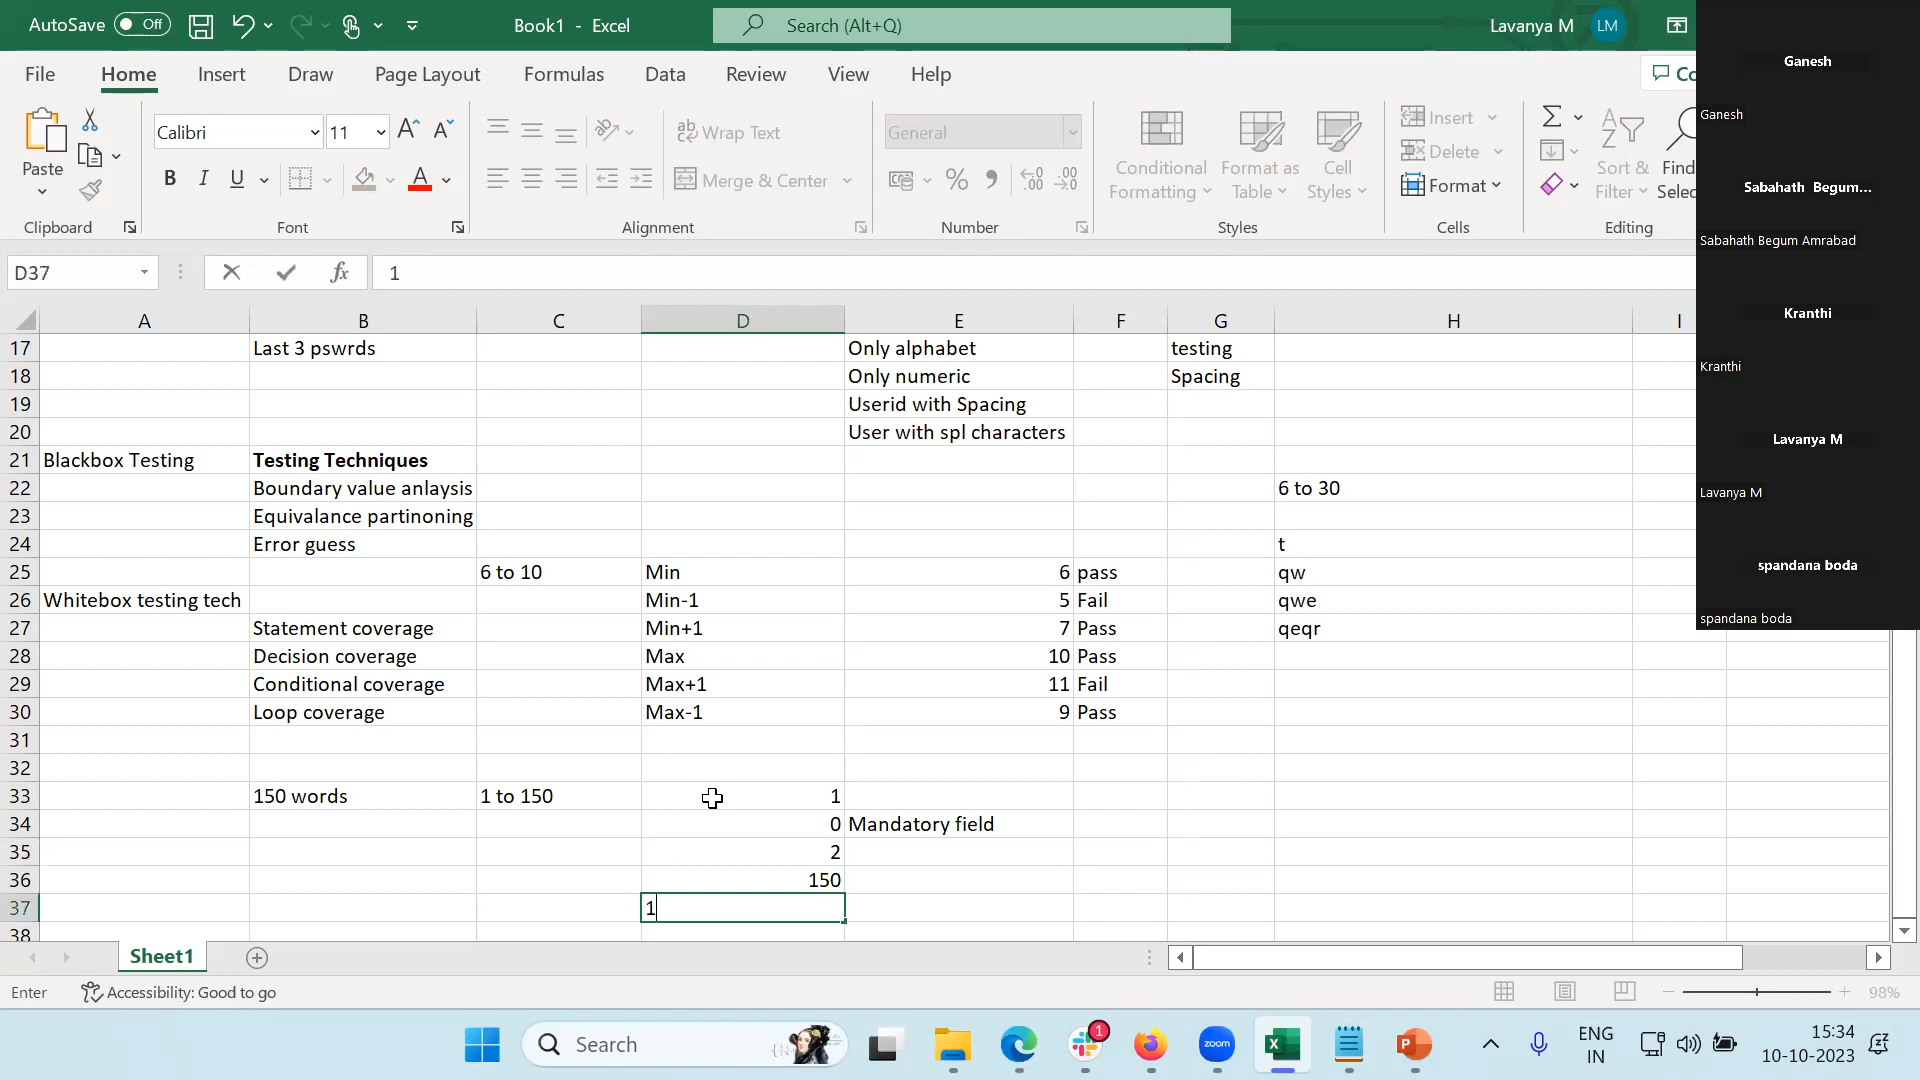 AutoSave Off Book1 - Excel Search (Alt+Q) Lavanya M LM
File Home Insert Draw Page Layout Formulas Data Review View Help Co
Paste Calibri 11 A A ab Wrap Text General Conditional Formatting Format as Table Cell Styles Insert Delete Format Sort & Filter Find Selec
B I U A Merge & Center % 9
Clipboard Font Alignment Number Styles Cells Editing
D37 fx 1
A B C D E F G H I
17 Last 3 pswrds Only alphabet testing
18 Only numeric Spacing
19 Userid with Spacing
20 User with spl characters
21 Blackbox Testing Testing Techniques
22 Boundary value anlaysis 6 to 30
23 Equivalance partinoning
24 Error guess t
25 6 to 10 Min 6 pass qw
26 Whitebox testing tech Min-1 5 Fail qwe
27 Statement coverage Min+1 7 Pass qeqr
28 Decision coverage Max 10 Pass
29 Conditional coverage Max+1 11 Fail
30 Loop coverage Max-1 9 Pass
31
32
33 150 words 1 to 150 1
34 0 Mandatory field
35 2
36 150
37 1
38
Sheet1
Enter Accessibility: Good to go 98%
Search 1 zoom ENG IN 15:34 10-10-2023
Ganesh
Ganesh
Sabahath Begum...
Sabahath Begum Amrabad
Kranthi
Kranthi
Lavanya M
Lavanya M
spandana boda
spandana boda